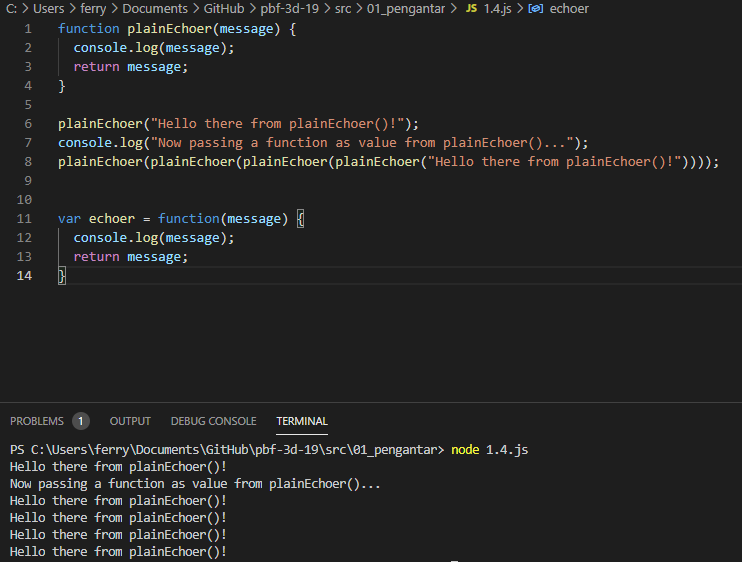 C: > Users > ferry > Documents > GitHub > pbf-3d-19 > src > 01_pengantar > JS 1.4.js > echoer
1 function plainEchoer(message) {
2 console.log(message);
3 return message;
4 }
5
6 plainEchoer("Hello there from plainEchoer()!");
7 console.log("Now passing a function as value from plainEchoer()...");
8 plainEchoer(plainEchoer(plainEchoer(plainEchoer("Hello there from plainEchoer()!"))));
9
10
11 var echoer = function(message) {
12 console.log(message);
13 return message;
14 }
PROBLEMS 1 OUTPUT DEBUG CONSOLE TERMINAL
PS C:\Users\ferry\Documents\GitHub\pbf-3d-19\src\01_pengantar> node 1.4.js
Hello there from plainEchoer()!
Now passing a function as value from plainEchoer()...
Hello there from plainEchoer()!
Hello there from plainEchoer()!
Hello there from plainEchoer()!
Hello there from plainEchoer()!